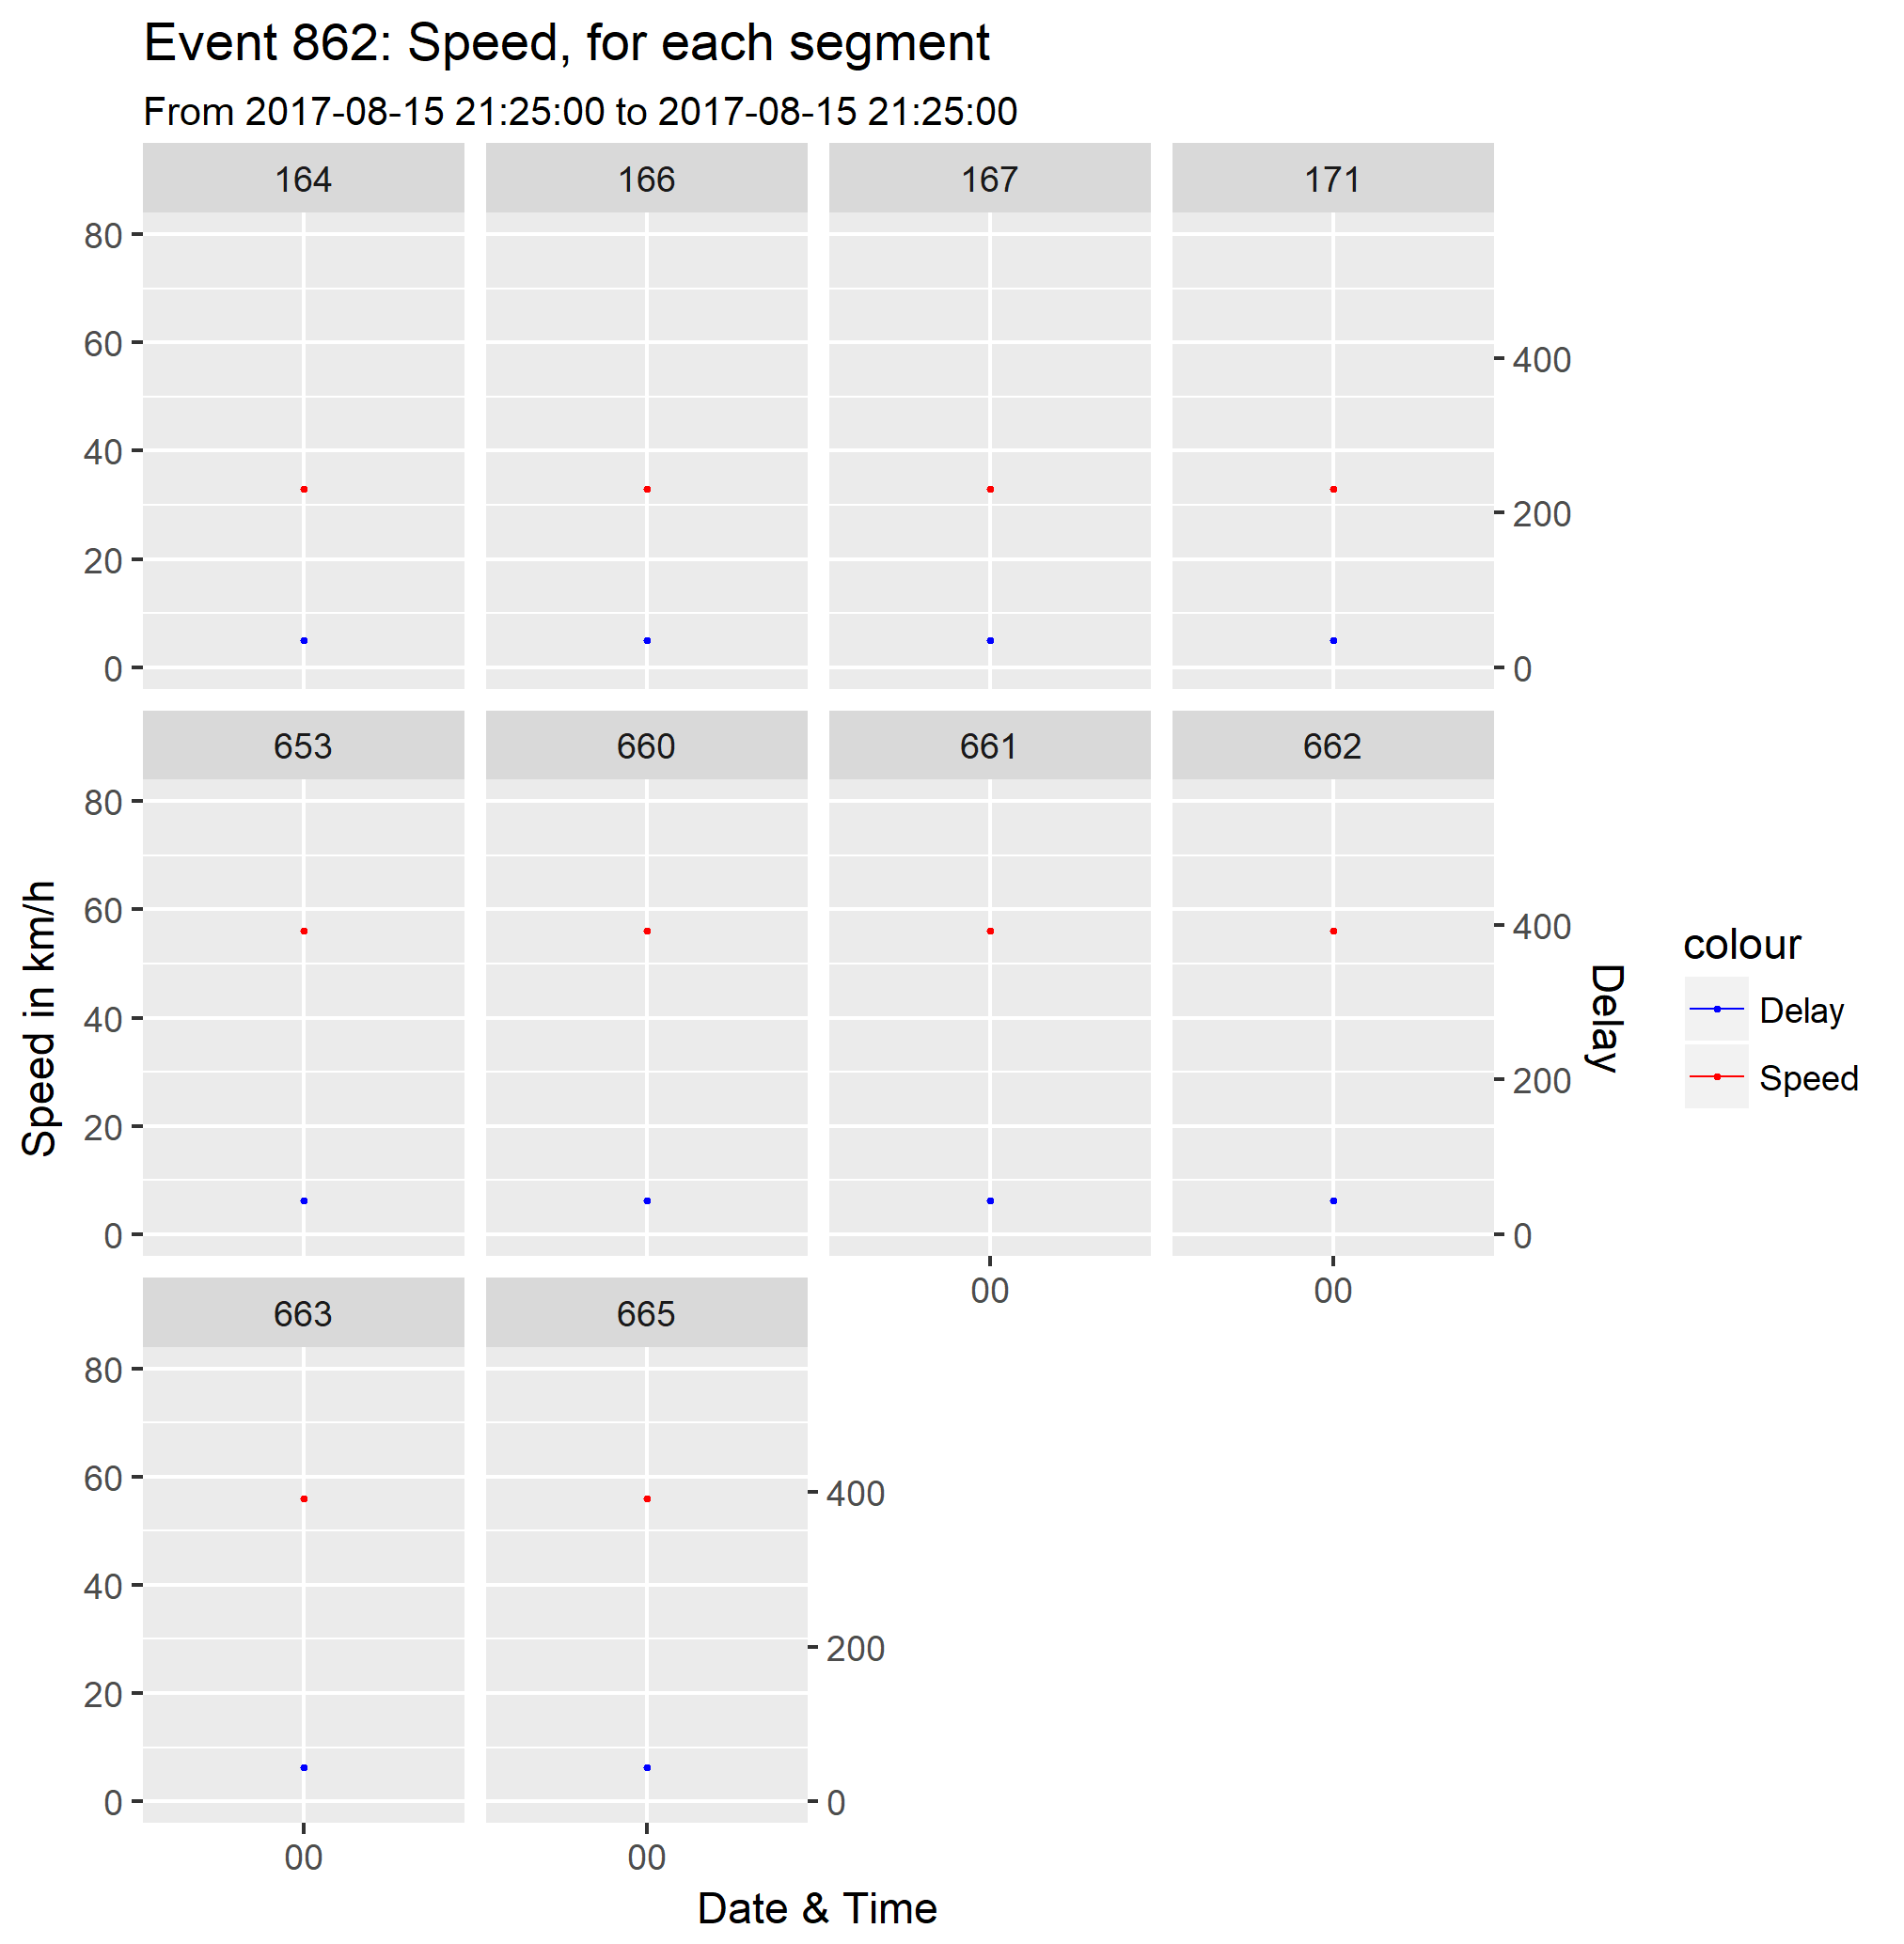 Event 862: Speed, for each segment
From 2017-08-15 21:25:00 to 2017-08-15 21:25:00
164 166 167 171
80
60
40
20
0
400
200
0
653 660 661 662
80
60
40
20
0
400
200
0
00 00
663 665
80
60
40
20
0
400
200
0
00 00
Date & Time
Speed in km/h
Delay
colour
Delay
Speed